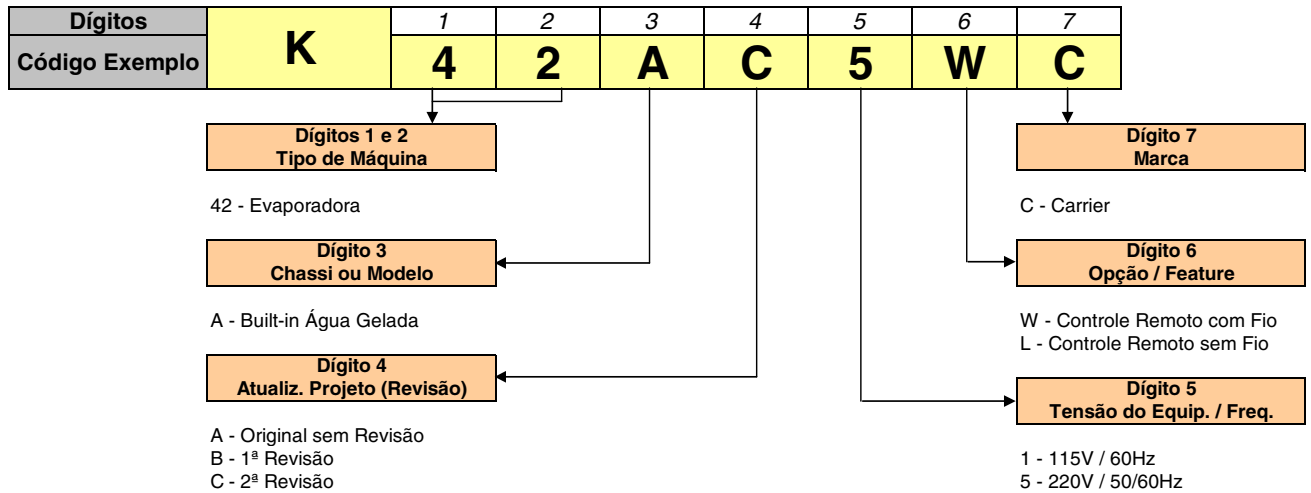 Dígitos 1 2 3 4 5 6 7
Código Exemplo K 4 2 A C 5 W C
Dígitos 1 e 2
Tipo de Máquina
42 - Evaporadora
Dígito 3
Chassi ou Modelo
A - Built-in Água Gelada
Dígito 4
Atualiz. Projeto (Revisão)
A - Original sem Revisão
B - 1ª Revisão
C - 2ª Revisão
Dígito 7
Marca
C - Carrier
Dígito 6
Opção / Feature
W - Controle Remoto com Fio
L - Controle Remoto sem Fio
Dígito 5
Tensão do Equip. / Freq.
1 - 115V / 60Hz
5 - 220V / 50/60Hz